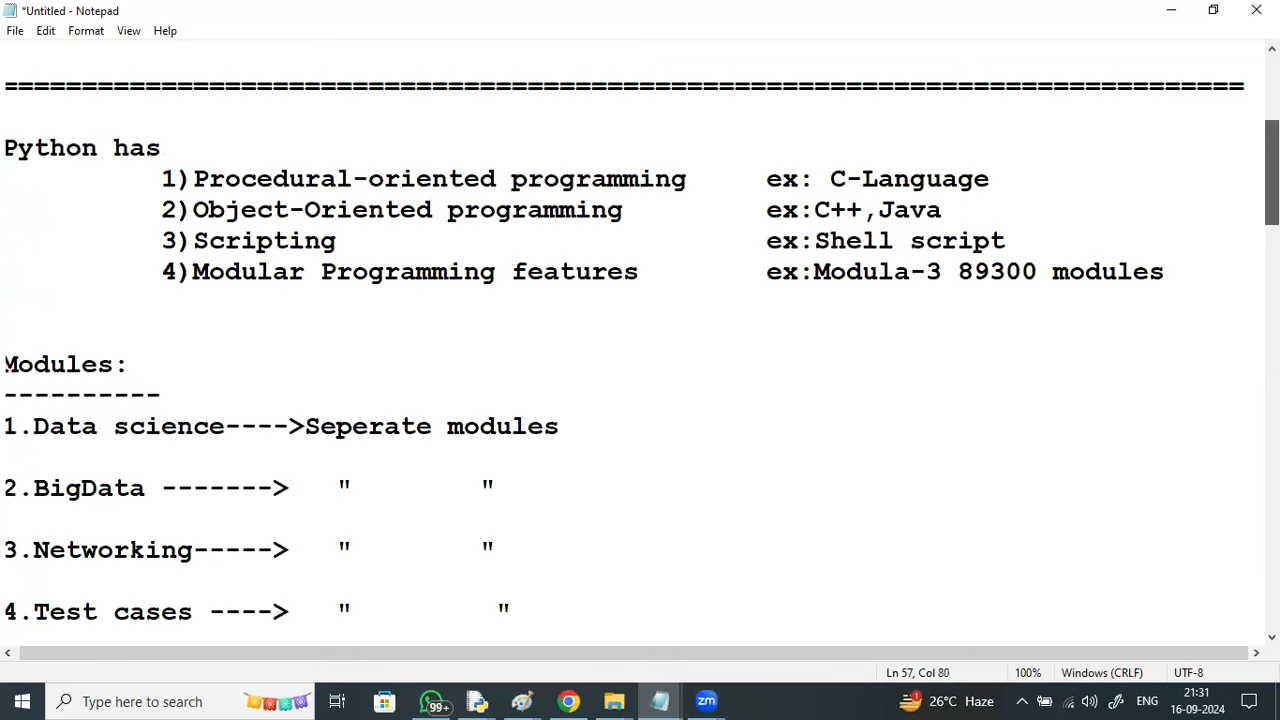 *Untitled - Notepad
File Edit Format View Help
================================================================================
Python has
1)Procedural-oriented programming ex: C-Language
2)Object-Oriented programming ex:C++,Java
3)Scripting ex:Shell script
4)Modular Programming features ex:Modula-3 89300 modules
Modules:
----------
1.Data science---->Seperate modules
2.BigData -------> " "
3.Networking-----> " "
4.Test cases ----> " "
Ln 57, Col 80 100% Windows (CRLF) UTF-8
Type here to search 99+ zm 1 26°C Haze ENG 21:31
16-09-2024